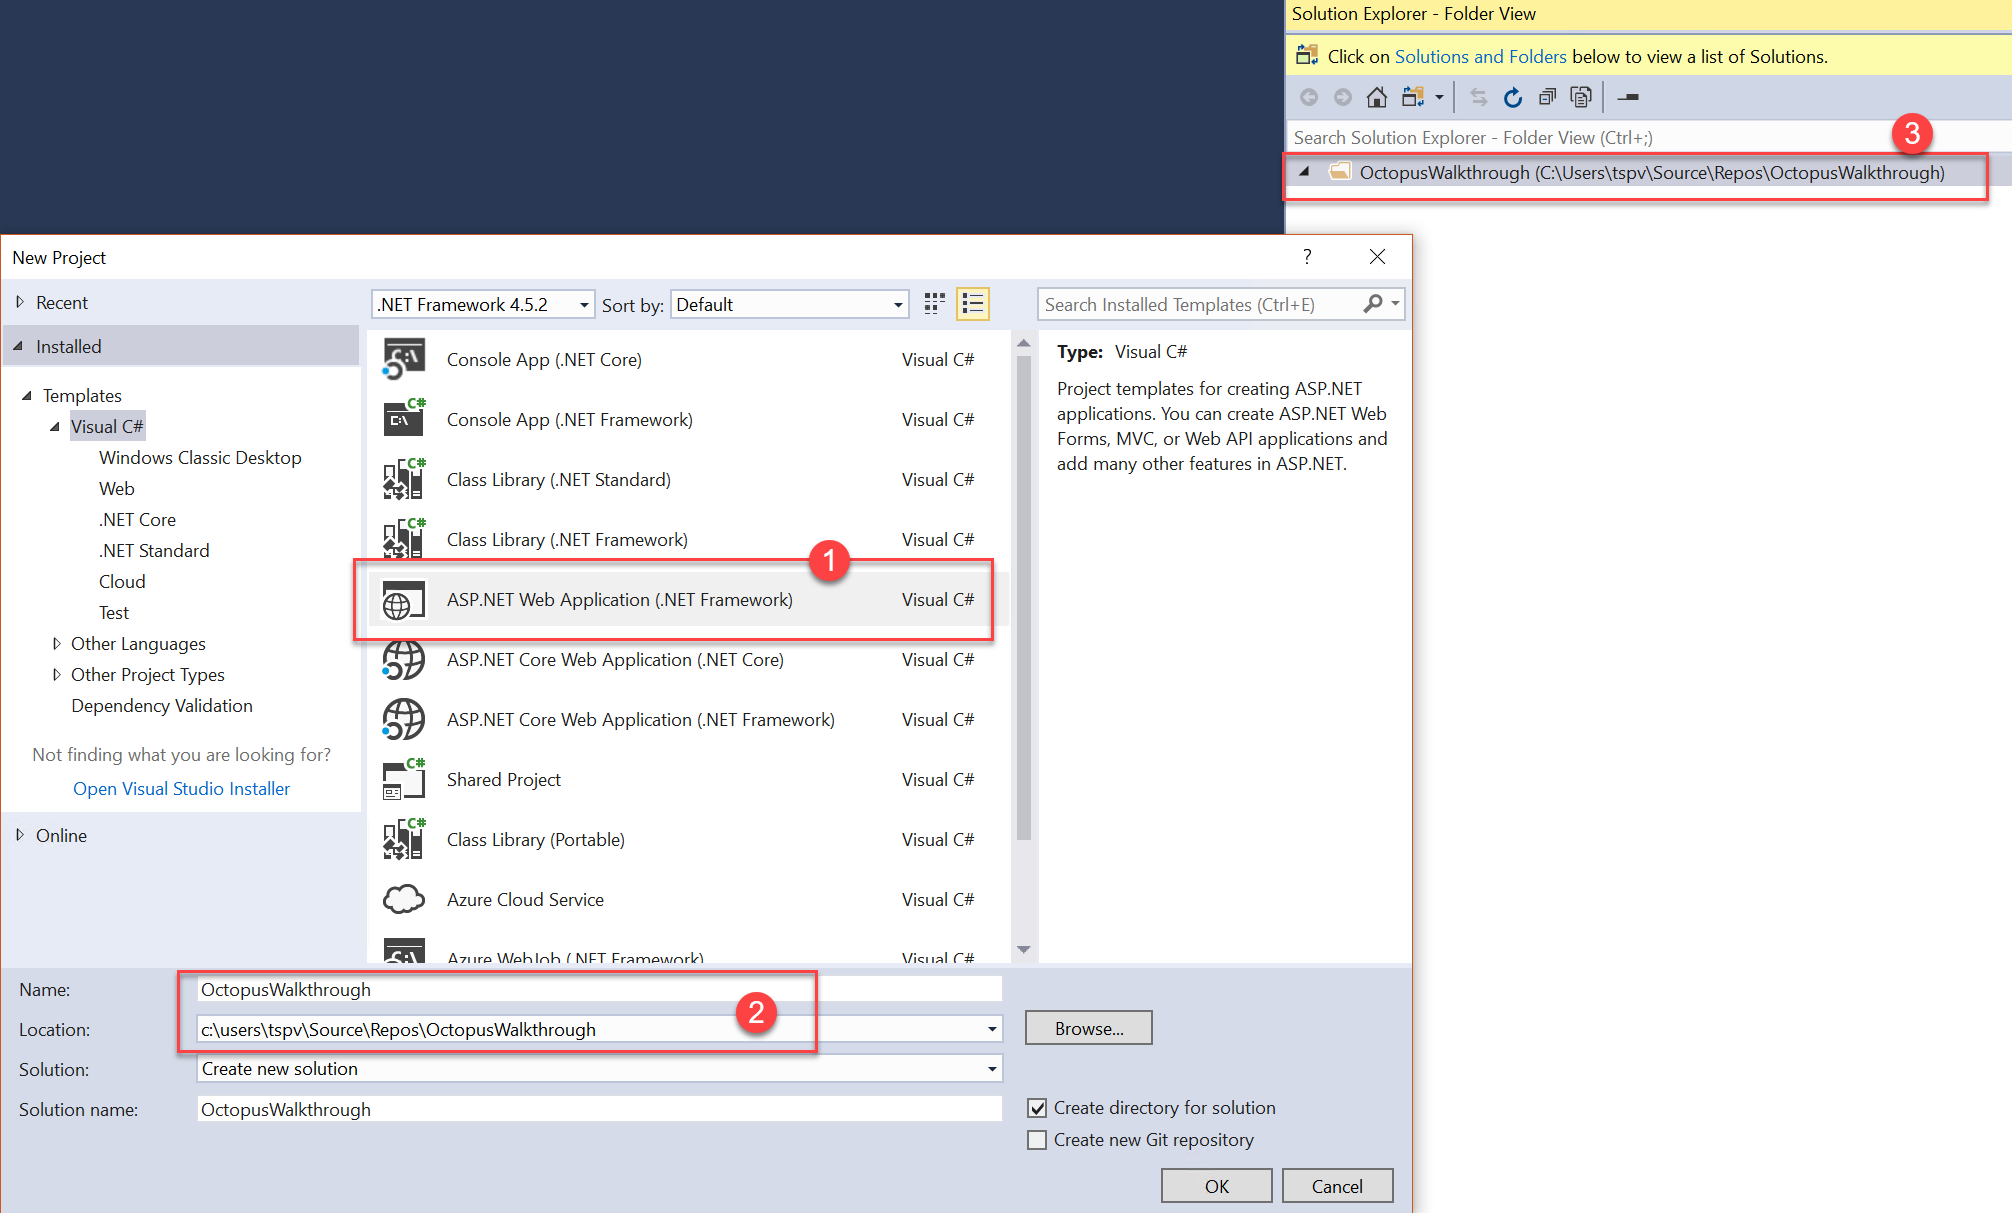 Solution Explorer - Folder View
Click on Solutions and Folders below to view a list of Solutions.
Search Solution Explorer - Folder View (Ctrl+;)
3
OctopusWalkthrough (C:\Users\tspv\Source\Repos\OctopusWalkthrough)
New Project
?
Recent
.NET Framework 4.5.2
Sort by:
Default
Search Installed Templates (Ctrl+E)
Installed
Templates
Visual C#
Windows Classic Desktop
Web
.NET Core
.NET Standard
Cloud
Test
Other Languages
Other Project Types
Dependency Validation
Not finding what you are looking for?
Open Visual Studio Installer
Online
Console App (.NET Core) Visual C#
Console App (.NET Framework) Visual C#
Class Library (.NET Standard) Visual C#
Class Library (.NET Framework) Visual C#
1
ASP.NET Web Application (.NET Framework) Visual C#
ASP.NET Core Web Application (.NET Core) Visual C#
ASP.NET Core Web Application (.NET Framework) Visual C#
Shared Project Visual C#
Class Library (Portable) Visual C#
Azure Cloud Service Visual C#
Azure WebJob (.NET Framework) Visual C#
Type: Visual C#
Project templates for creating ASP.NET
applications. You can create ASP.NET Web
Forms, MVC, or Web API applications and
add many other features in ASP.NET.
Name: OctopusWalkthrough
2
Location: c:\users\tspv\Source\Repos\OctopusWalkthrough
Browse...
Solution: Create new solution
Solution name: OctopusWalkthrough
Create directory for solution
Create new Git repository
OK
Cancel